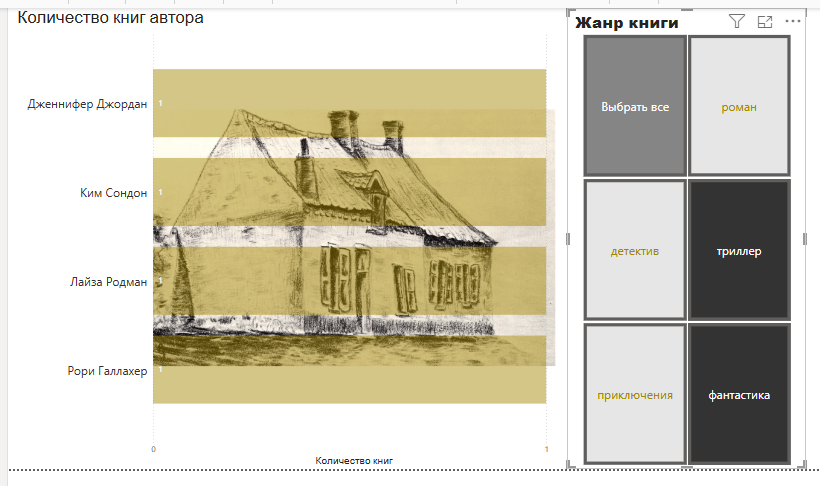 Количество книг автора
Дженнифер Джордан
1
Ким Сондон
1
Лайза Родман
1
Рори Галлахер
1
0
1
Количество книг
Жанр книги
Выбрать все
роман
детектив
триллер
приключения
фантастика